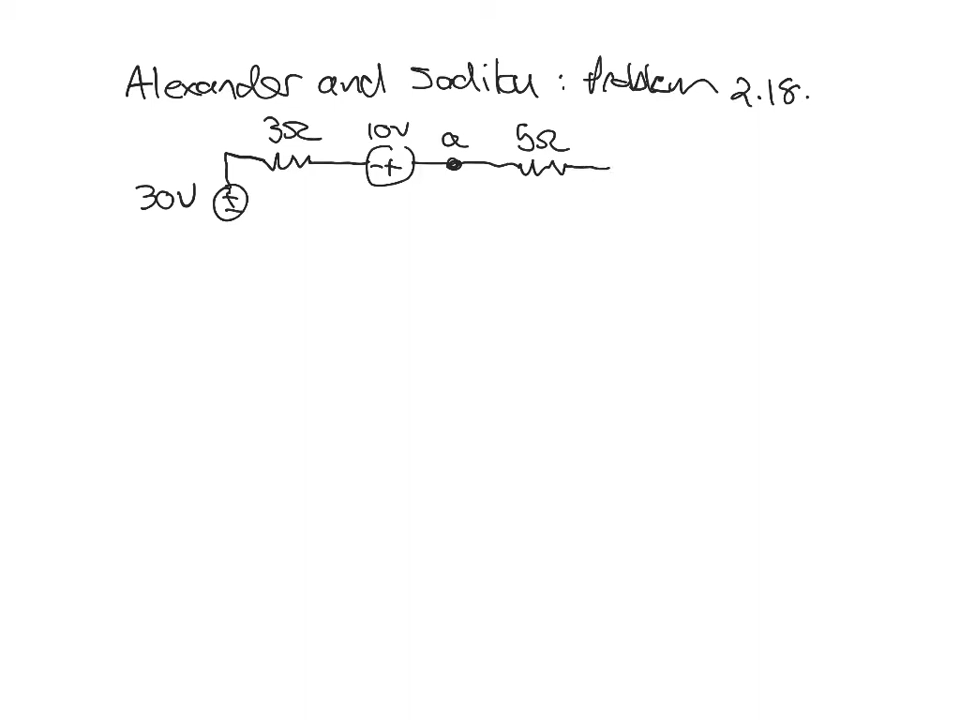 Alexander and Sadiku : Problem 2.18.
3Ω 10V a 5Ω
- +
30V + -